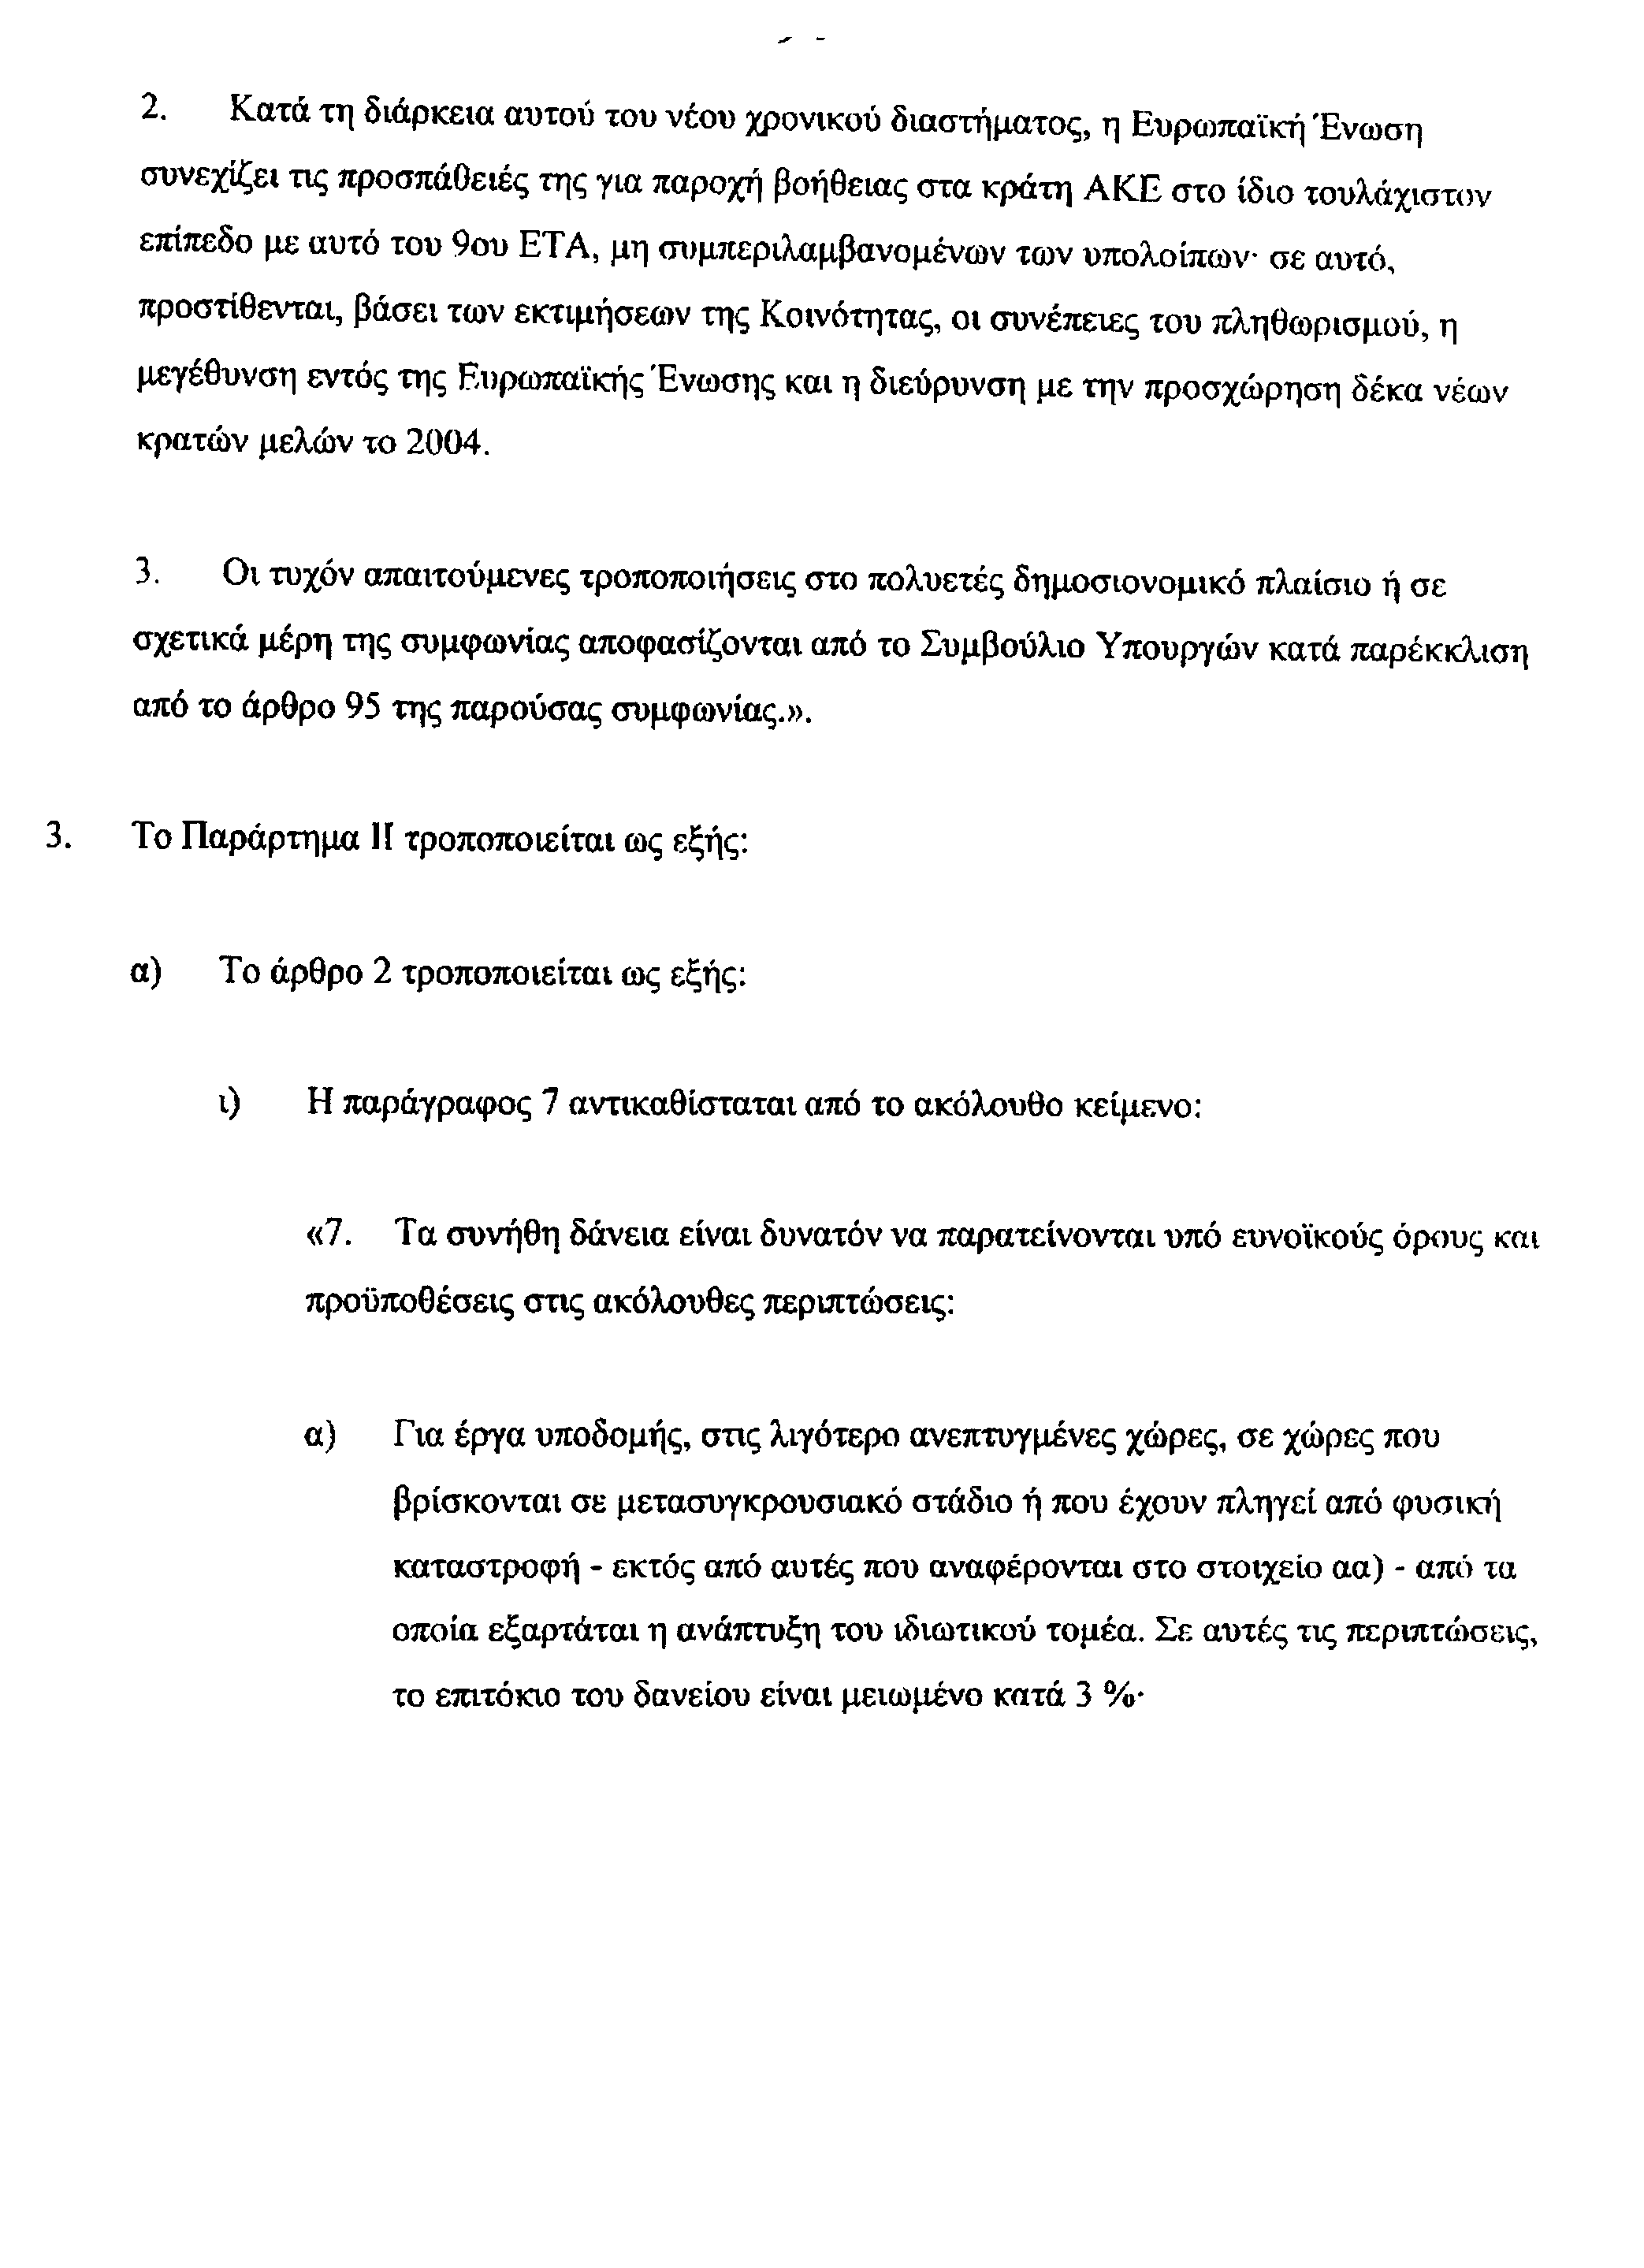 2. Κατά τη διάρκεια αυτού του νέου χρονικού διαστήματος, η Ευρωπαϊκή Ένωση
συνεχίζει τις προσπάθειές της για παροχή βοήθειας στα κράτη ΑΚΕ στο ίδιο τουλάχιστον
επίπεδο με αυτό του 9ου ΕΤΑ, μη συμπεριλαμβανομένων των υπολοίπων· σε αυτό,
προστίθενται, βάσει των εκτιμήσεων της Κοινότητας, οι συνέπειες του πληθωρισμού, η
μεγέθυνση εντός της Ευρωπαϊκής Ένωσης και η διεύρυνση με την προσχώρηση δέκα νέων
κρατών μελών το 2004.
3. Οι τυχόν απαιτούμενες τροποποιήσεις στο πολυετές δημοσιονομικό πλαίσιο ή σε
σχετικά μέρη της συμφωνίας αποφασίζονται από το Συμβούλιο Υπουργών κατά παρέκκλιση
από το άρθρο 95 της παρούσας συμφωνίας.».
3. Το Παράρτημα ΙΙ τροποποιείται ως εξής:
α) Το άρθρο 2 τροποποιείται ως εξής:
ι) Η παράγραφος 7 αντικαθίσταται από το ακόλουθο κείμενο:
«7. Τα συνήθη δάνεια είναι δυνατόν να παρατείνονται υπό ευνοϊκούς όρους και
προϋποθέσεις στις ακόλουθες περιπτώσεις:
α) Για έργα υποδομής, στις λιγότερο ανεπτυγμένες χώρες, σε χώρες που
βρίσκονται σε μετασυγκρουσιακό στάδιο ή που έχουν πληγεί από φυσική
καταστροφή - εκτός από αυτές που αναφέρονται στο στοιχείο αα) - από τα
οποία εξαρτάται η ανάπτυξη του ιδιωτικού τομέα. Σε αυτές τις περιπτώσεις,
το επιτόκιο του δανείου είναι μειωμένο κατά 3 %·